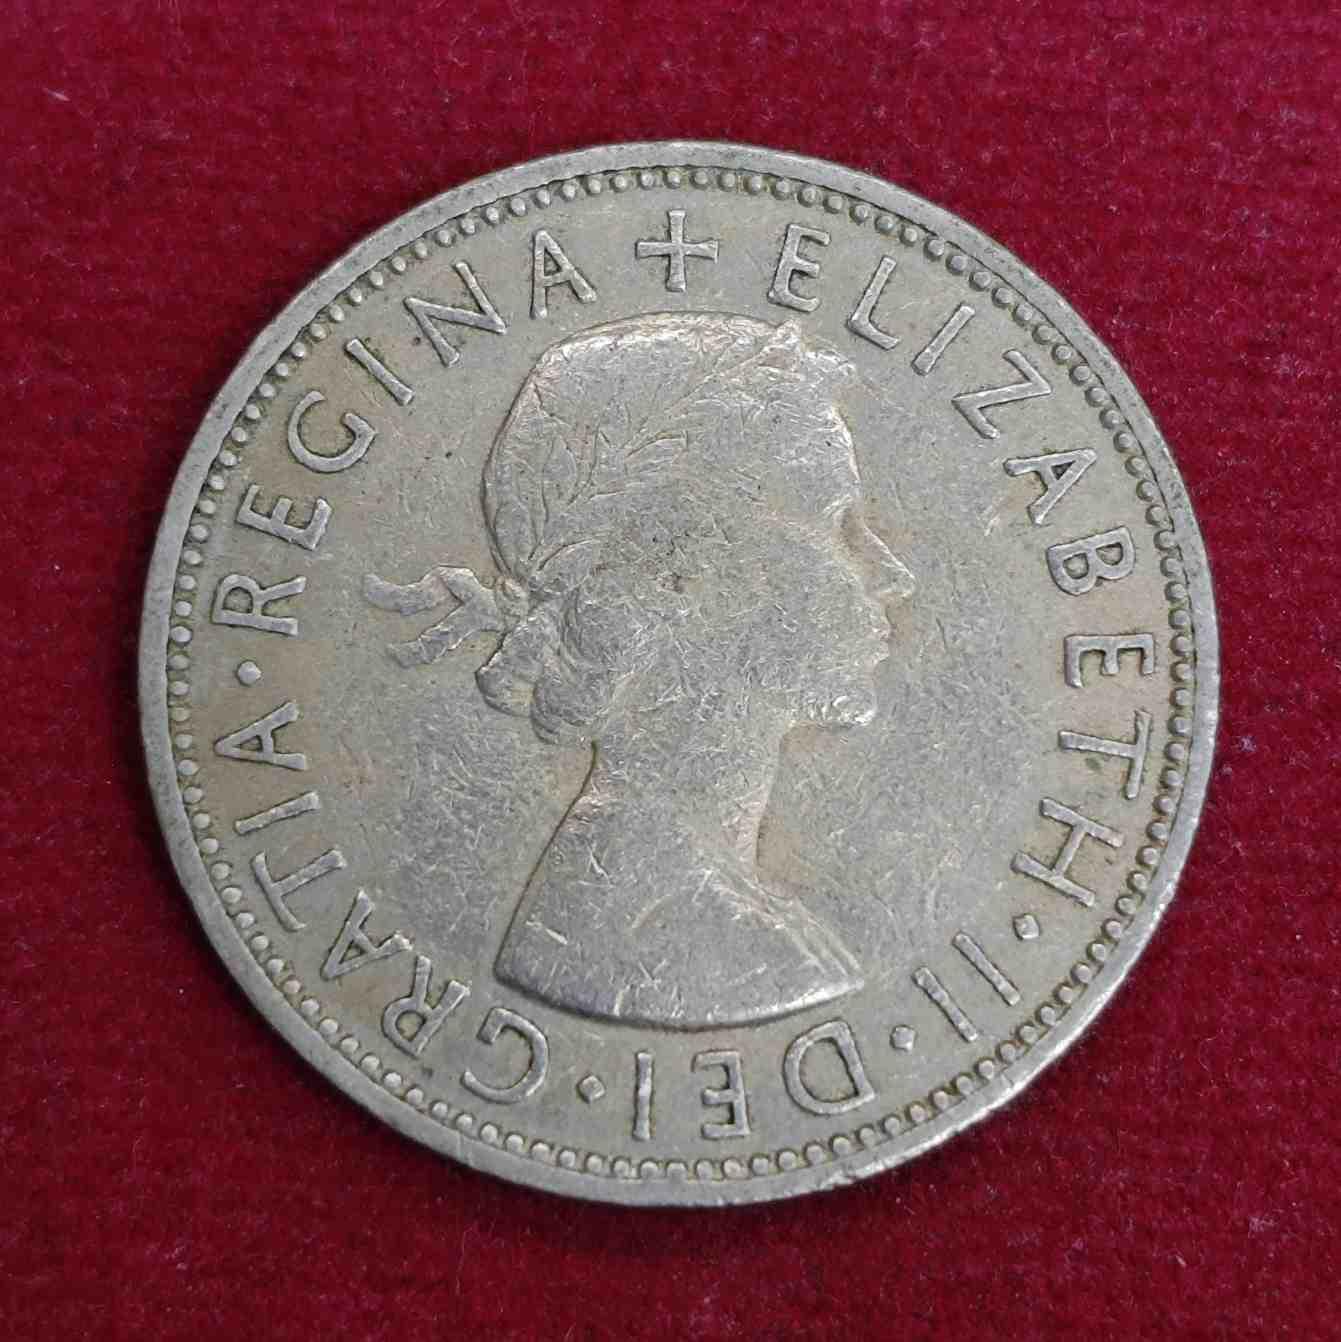 + ELIZABETH · II · DEI · GRATIA · REGINA